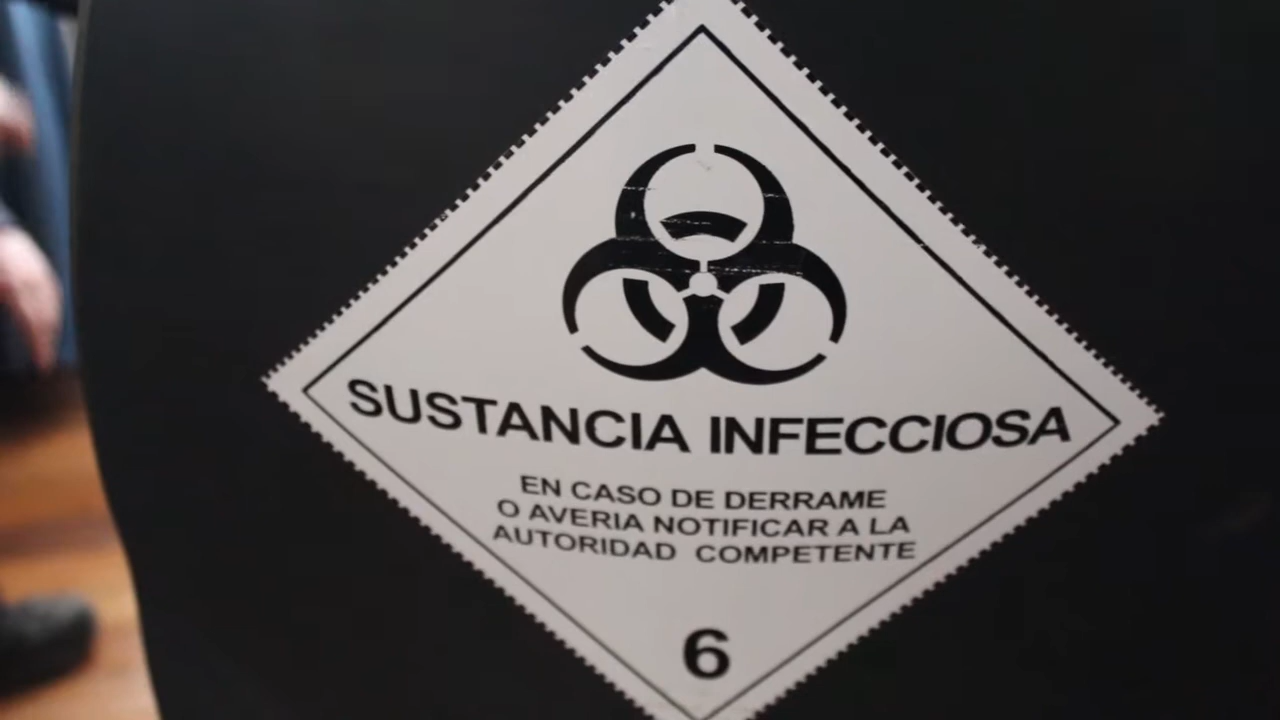 SUSTANCIA INFECCIOSA
EN CASO DE DERRAME
O AVERIA NOTIFICAR A LA
AUTORIDAD COMPETENTE
6